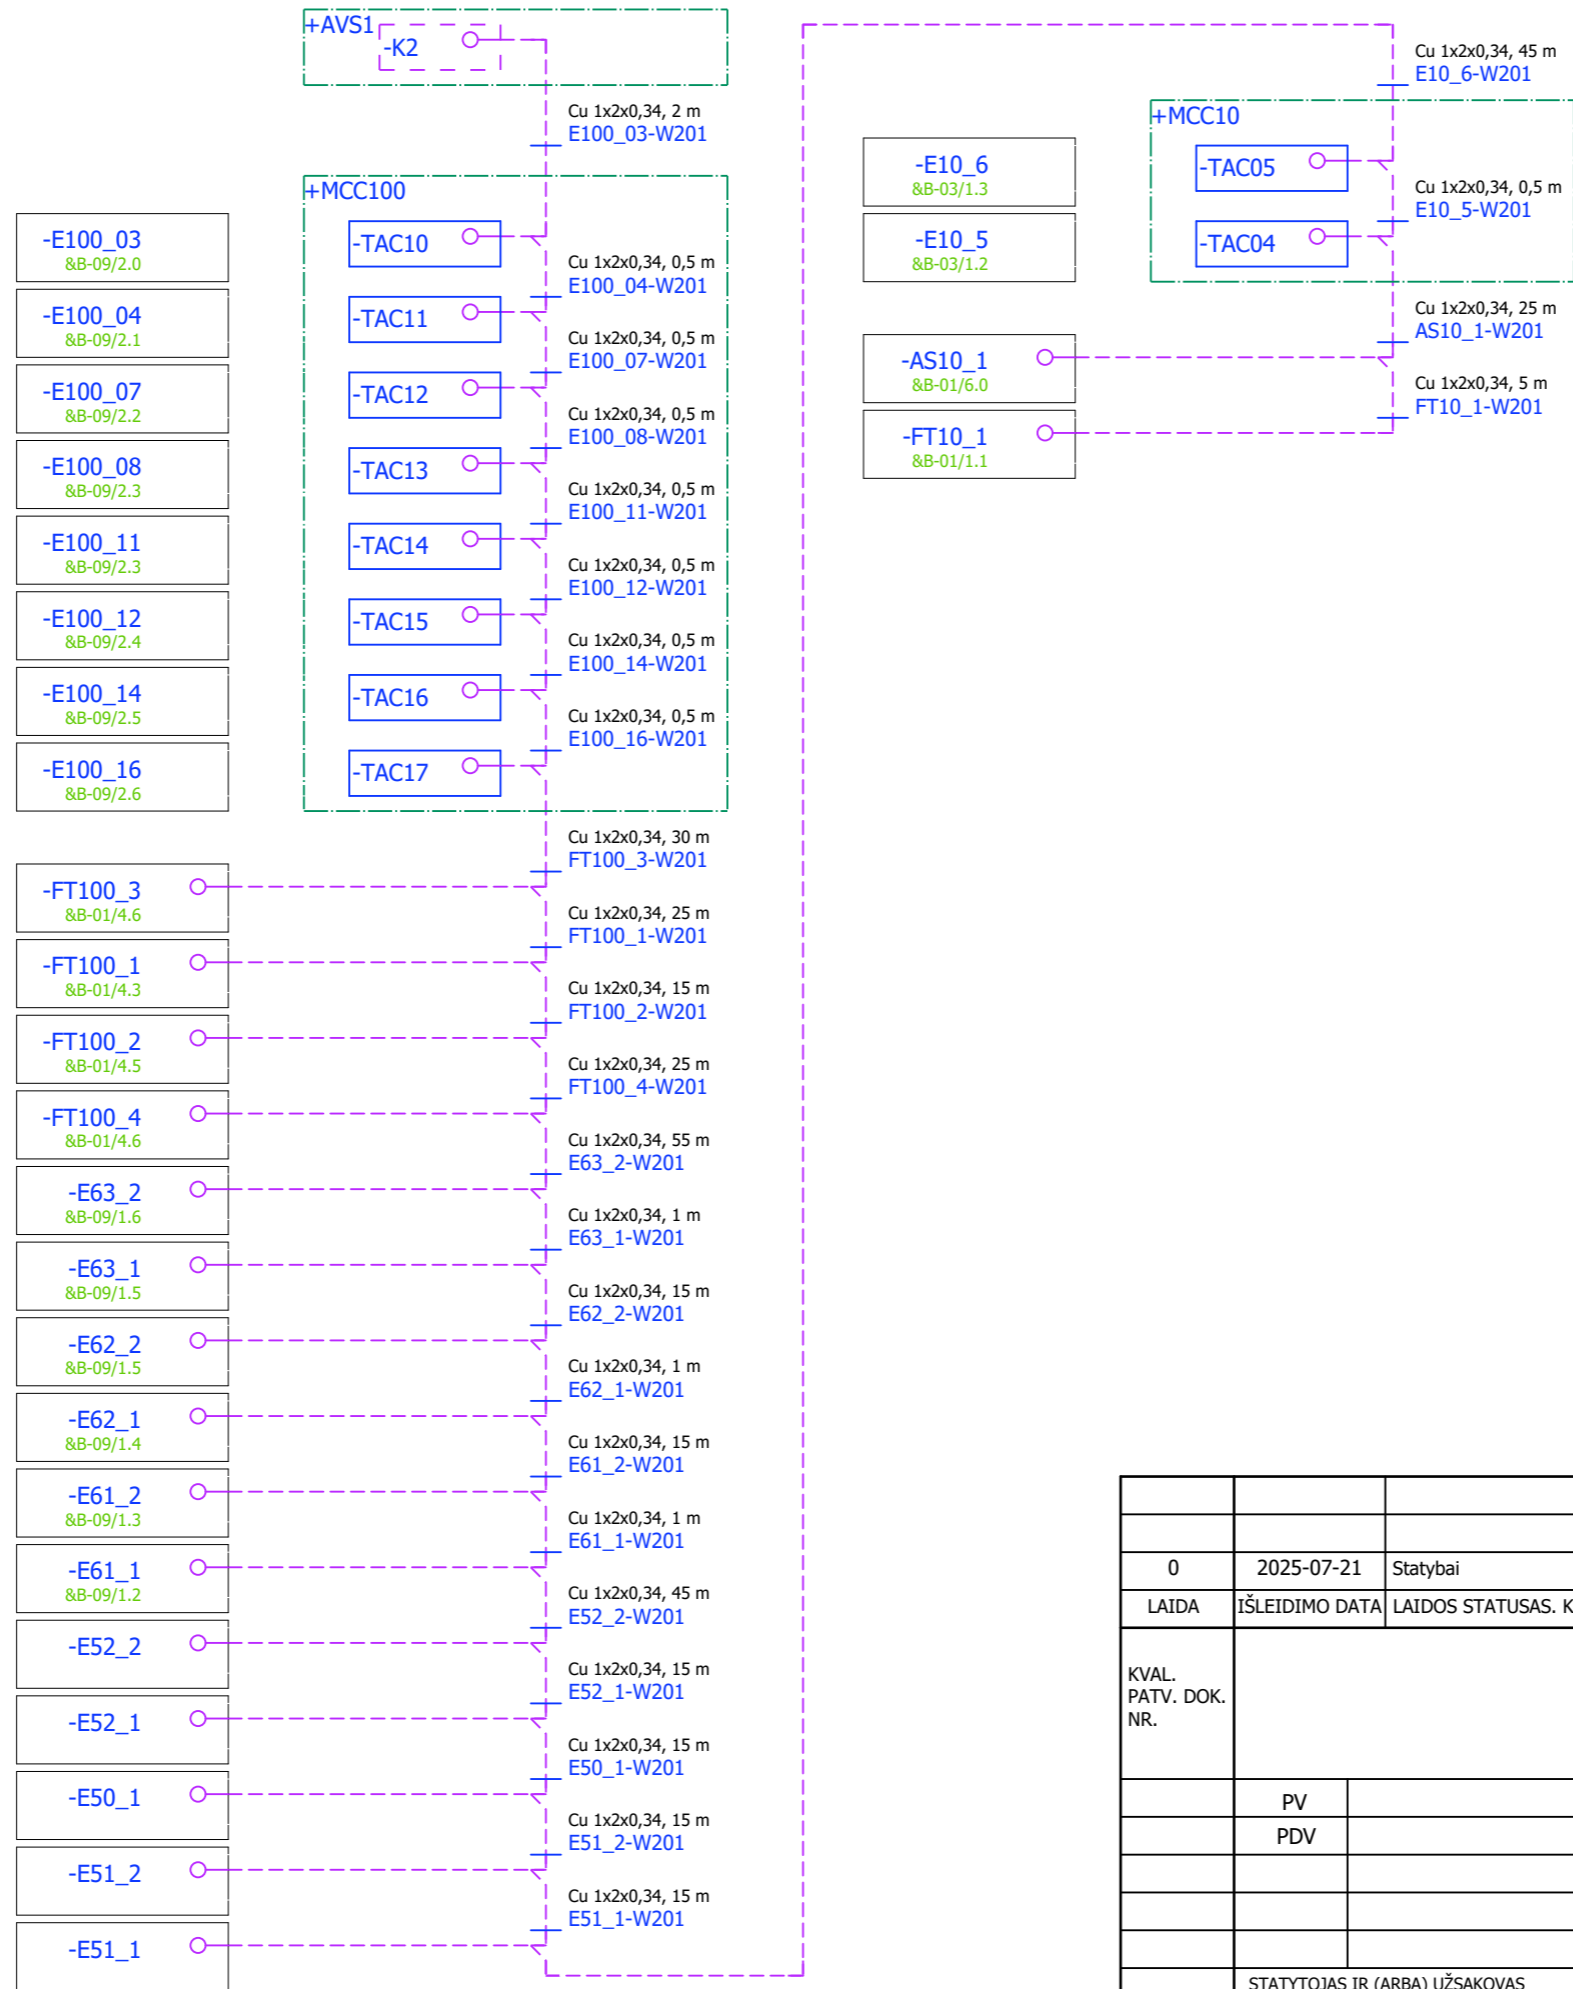 +AVS1
-K2
Cu 1x2x0,34, 2 m
E100_03-W201
+MCC100
-E100_03
&B-09/2.0
-TAC10
Cu 1x2x0,34, 0,5 m
E100_04-W201
-E100_04
&B-09/2.1
-TAC11
Cu 1x2x0,34, 0,5 m
E100_07-W201
-E100_07
&B-09/2.2
-TAC12
Cu 1x2x0,34, 0,5 m
E100_08-W201
-E100_08
&B-09/2.3
-TAC13
Cu 1x2x0,34, 0,5 m
E100_11-W201
-E100_11
&B-09/2.3
-TAC14
Cu 1x2x0,34, 0,5 m
E100_12-W201
-E100_12
&B-09/2.4
-TAC15
Cu 1x2x0,34, 0,5 m
E100_14-W201
-E100_14
&B-09/2.5
-TAC16
Cu 1x2x0,34, 0,5 m
E100_16-W201
-E100_16
&B-09/2.6
-TAC17
Cu 1x2x0,34, 30 m
FT100_3-W201
-FT100_3
&B-01/4.6
Cu 1x2x0,34, 25 m
FT100_1-W201
-FT100_1
&B-01/4.3
Cu 1x2x0,34, 15 m
FT100_2-W201
-FT100_2
&B-01/4.5
Cu 1x2x0,34, 25 m
FT100_4-W201
-FT100_4
&B-01/4.6
Cu 1x2x0,34, 55 m
E63_2-W201
-E63_2
&B-09/1.6
Cu 1x2x0,34, 1 m
E63_1-W201
-E63_1
&B-09/1.5
Cu 1x2x0,34, 15 m
E62_2-W201
-E62_2
&B-09/1.5
Cu 1x2x0,34, 1 m
E62_1-W201
-E62_1
&B-09/1.4
Cu 1x2x0,34, 15 m
E61_2-W201
-E61_2
&B-09/1.3
Cu 1x2x0,34, 1 m
E61_1-W201
-E61_1
&B-09/1.2
Cu 1x2x0,34, 45 m
E52_2-W201
-E52_2
Cu 1x2x0,34, 15 m
E52_1-W201
-E52_1
Cu 1x2x0,34, 15 m
E50_1-W201
-E50_1
Cu 1x2x0,34, 15 m
E51_2-W201
-E51_2
Cu 1x2x0,34, 15 m
E51_1-W201
-E51_1
Cu 1x2x0,34, 45 m
E10_6-W201
+MCC10
-E10_6
&B-03/1.3
-TAC05
Cu 1x2x0,34, 0,5 m
E10_5-W201
-E10_5
&B-03/1.2
-TAC04
Cu 1x2x0,34, 25 m
AS10_1-W201
-AS10_1
&B-01/6.0
Cu 1x2x0,34, 5 m
FT10_1-W201
-FT10_1
&B-01/1.1
0 2025-07-21 Statybai
LAIDA IŠLEIDIMO DATA LAIDOS STATUSAS. K
KVAL.
PATV. DOK.
NR.
PV
PDV
STATYTOJAS IR (ARBA) UŽSAKOVAS